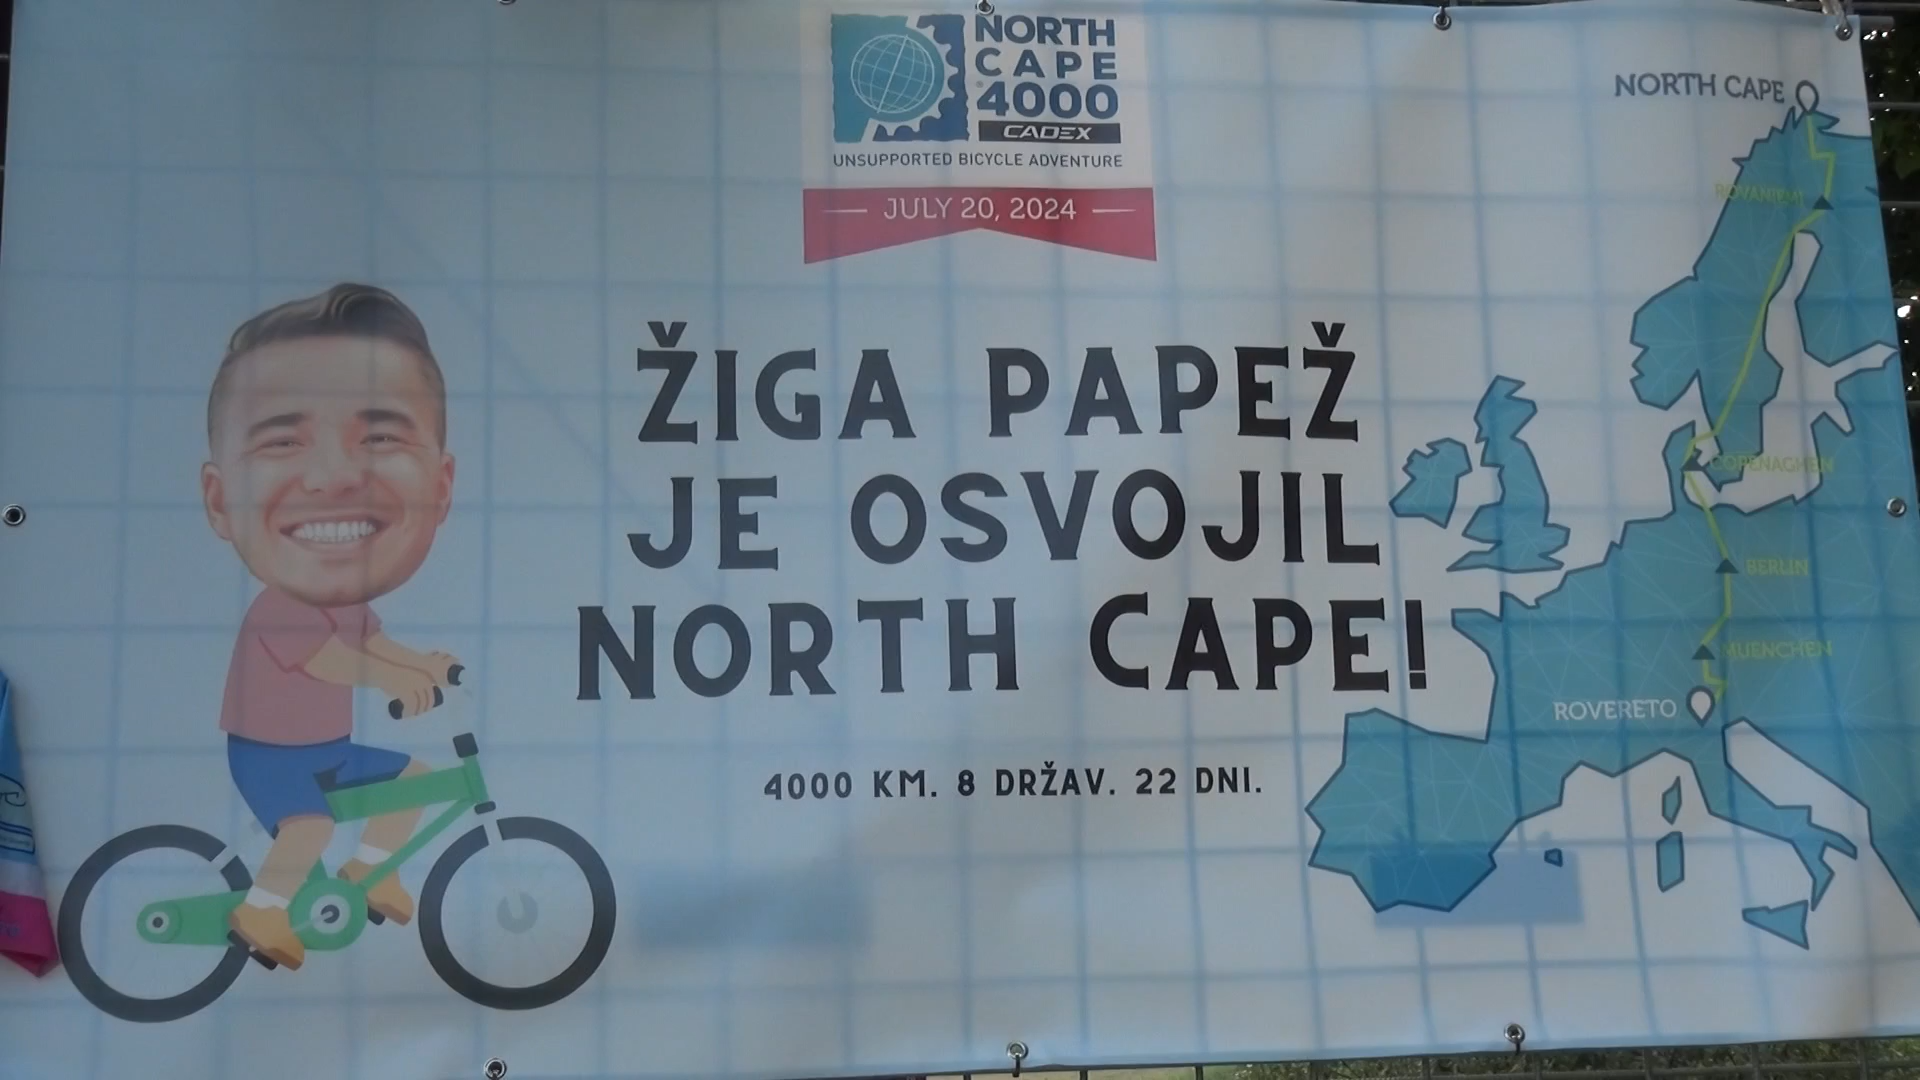 NORTH
CAPE
4000
CADEX
UNSUPPORTED BICYCLE ADVENTURE
JULY 20, 2024
NORTH CAPE
ROVANIEMI
ŽIGA PAPEŽ
JE OSVOJIL
NORTH CAPE!
COPENAGHEN
BERLIN
MUENCHEN
ROVERETO
4000 KM. 8 DRŽAV. 22 DNI.